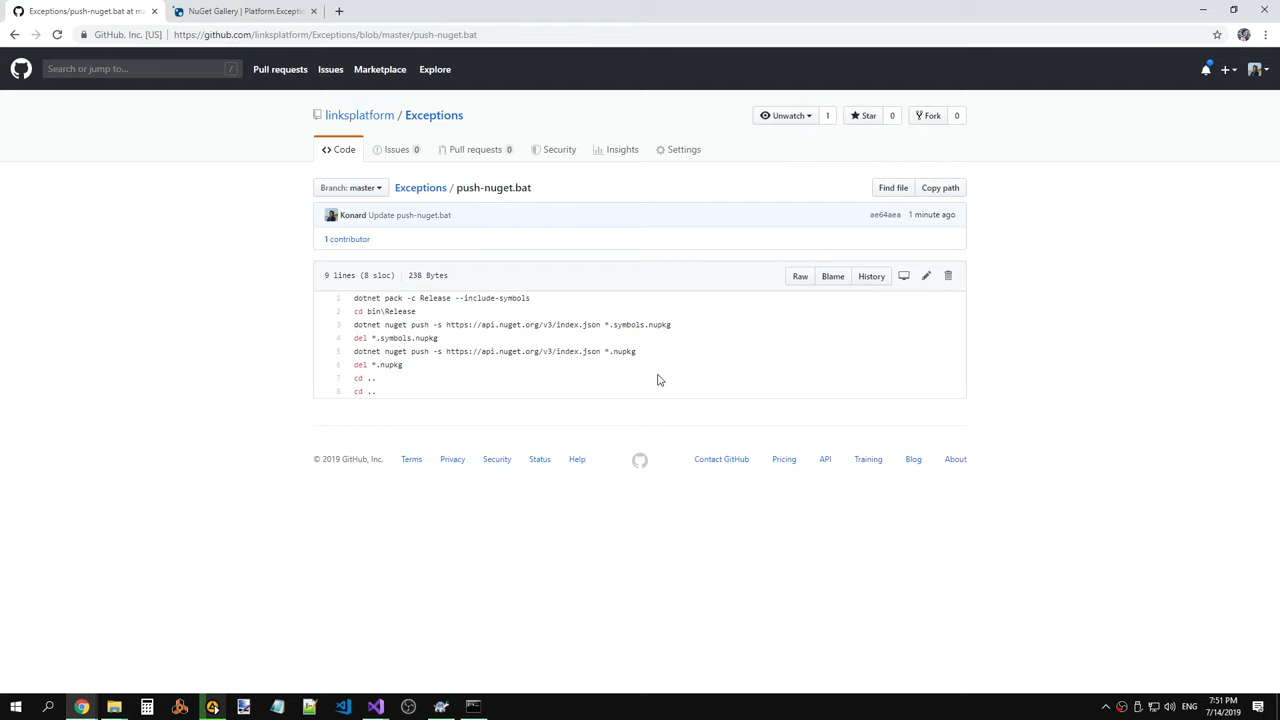 Exceptions/push-nuget.bat at m
NuGet Gallery | Platform.Exceptio
GitHub, Inc. [US] | https://github.com/linksplatform/Exceptions/blob/master/push-nuget.bat
Search or jump to... / Pull requests Issues Marketplace Explore
linksplatform / Exceptions
Unwatch 1 Star 0 Fork 0
Code Issues 0 Pull requests 0 Security Insights Settings
Branch: master Exceptions / push-nuget.bat Find file Copy path
Konard Update push-nuget.bat ae64aea 1 minute ago
1 contributor
9 lines (8 sloc) 238 Bytes Raw Blame History
1 dotnet pack -c Release --include-symbols
2 cd bin\Release
3 dotnet nuget push -s https://api.nuget.org/v3/index.json *.symbols.nupkg
4 del *.symbols.nupkg
5 dotnet nuget push -s https://api.nuget.org/v3/index.json *.nupkg
6 del *.nupkg
7 cd ..
8 cd ..
© 2019 GitHub, Inc. Terms Privacy Security Status Help Contact GitHub Pricing API Training Blog About
ENG
7:51 PM
7/14/2019